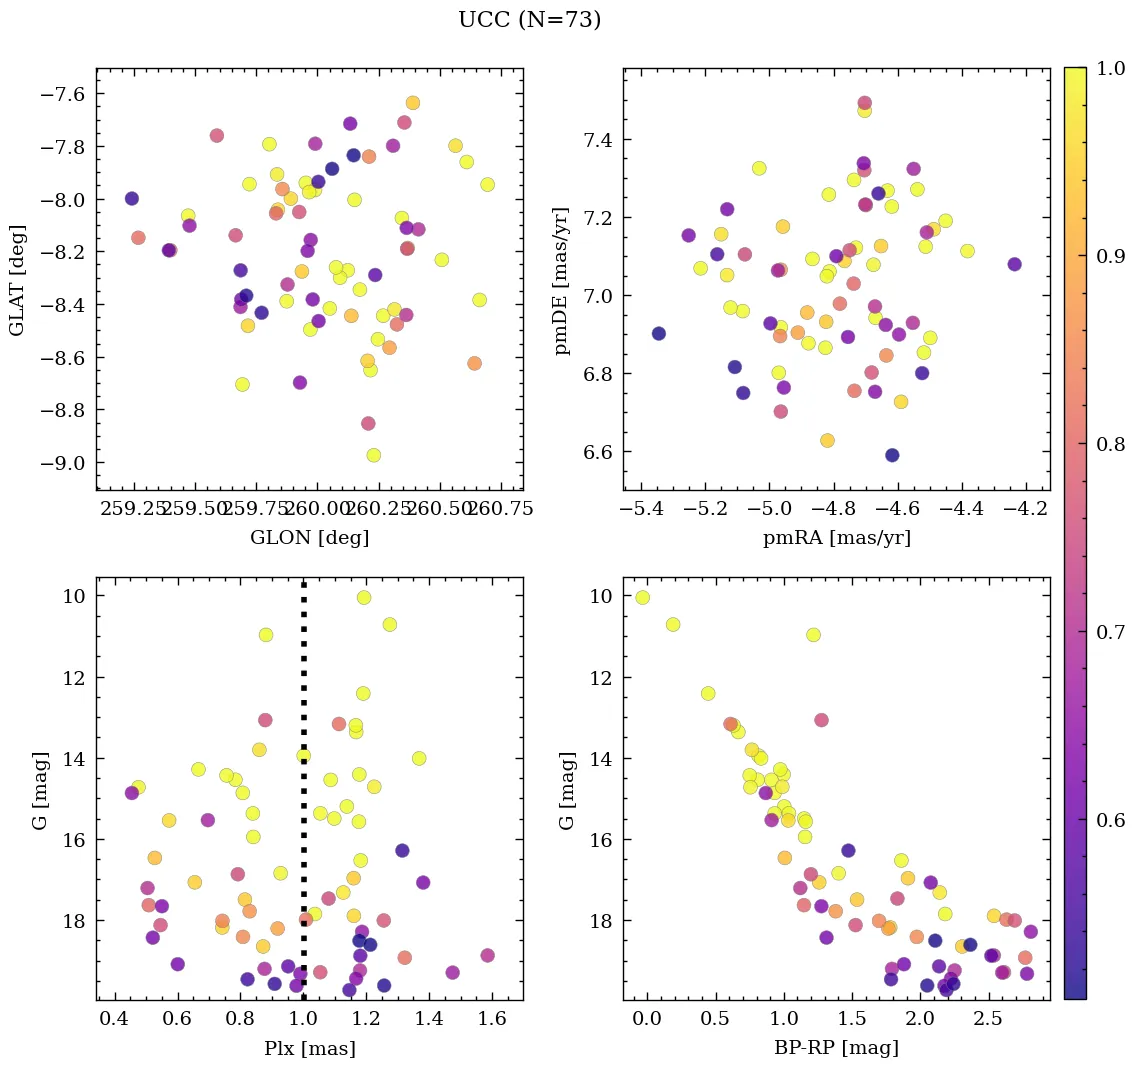 UCC (N=73)
−7.6
−7.8
−8.0
−8.2
−8.4
−8.6
−8.8
−9.0
GLAT [deg]
259.25 259.50 259.75 260.00 260.25 260.50 260.75
GLON [deg]
7.4
7.2
7.0
6.8
6.6
pmDE [mas/yr]
−5.4 −5.2 −5.0 −4.8 −4.6 −4.4 −4.2
pmRA [mas/yr]
1.0
0.9
0.8
0.7
0.6
10
12
14
16
18
G [mag]
0.4 0.6 0.8 1.0 1.2 1.4 1.6
Plx [mas]
10
12
14
16
18
G [mag]
0.0 0.5 1.0 1.5 2.0 2.5
BP-RP [mag]